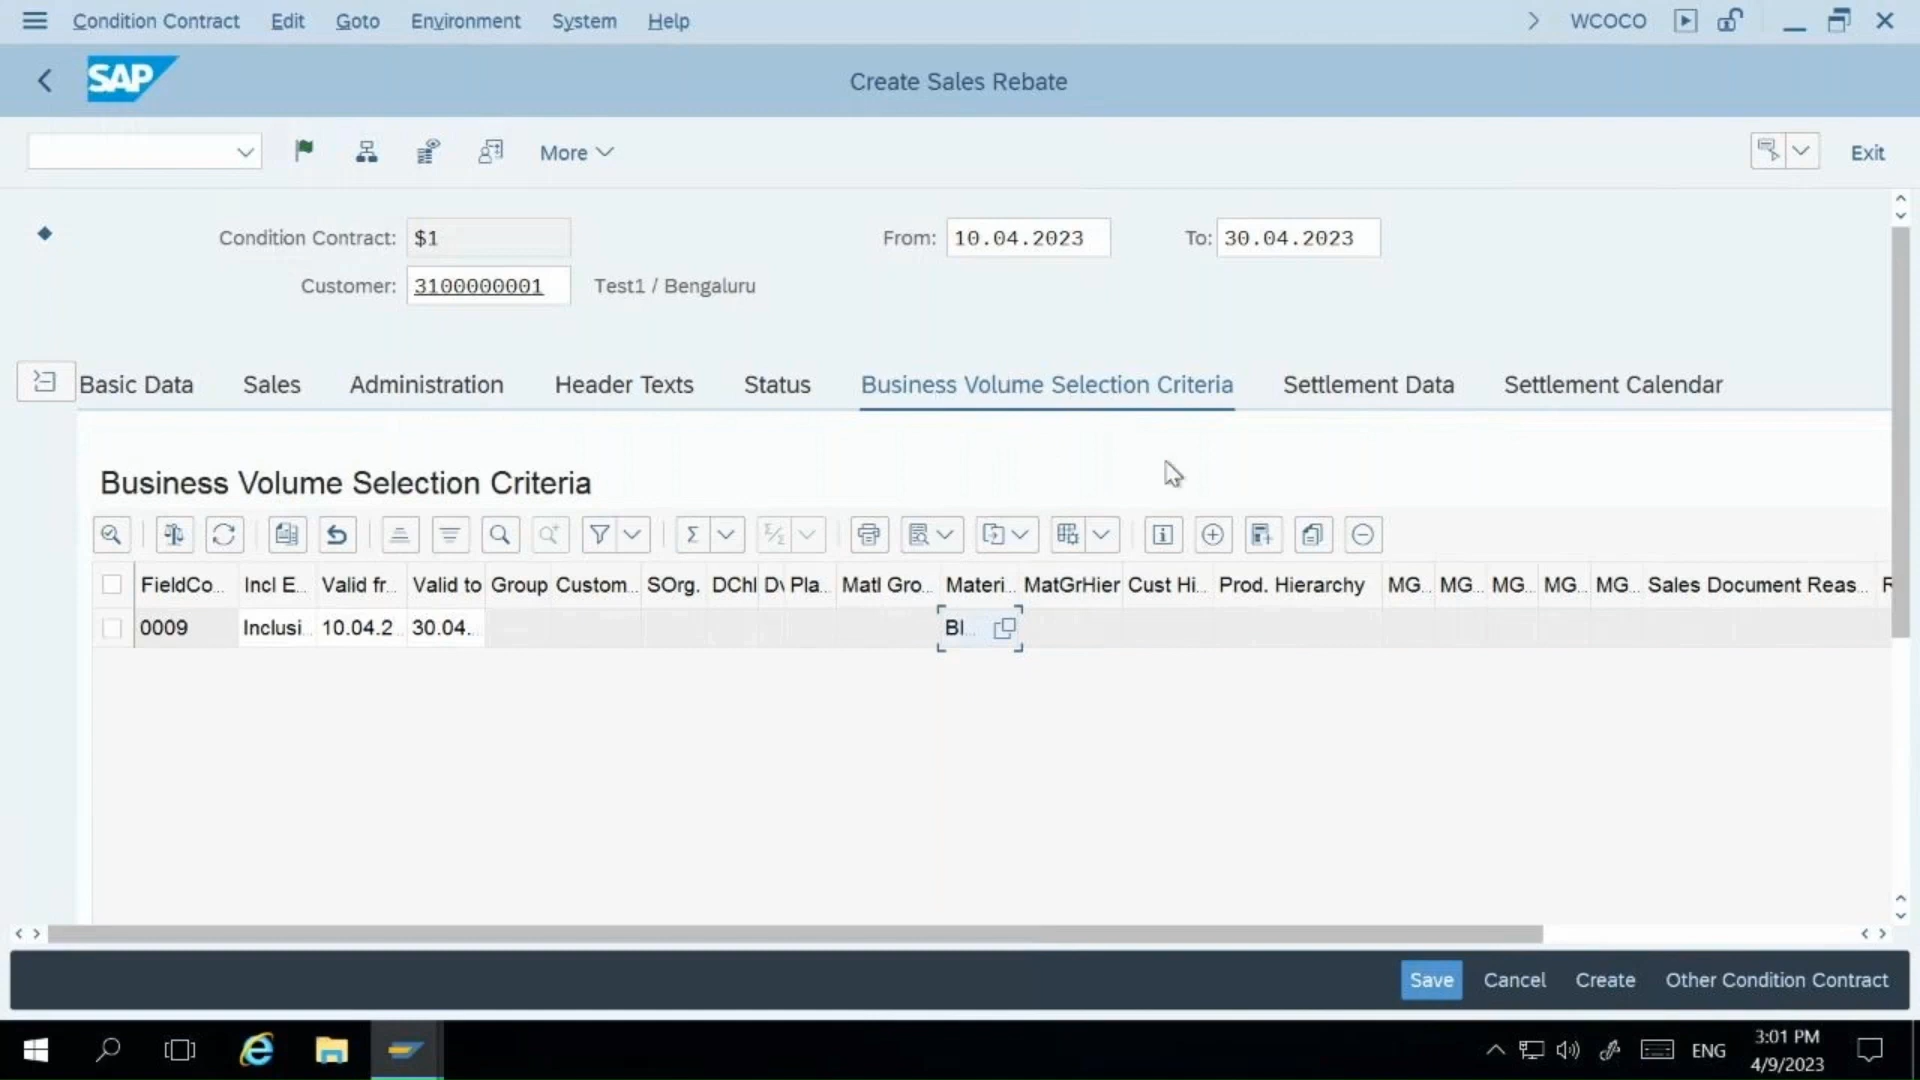 Condition Contract Edit Goto Environment System Help WCOCO
SAP Create Sales Rebate
More Exit
Condition Contract: $1 From: 10.04.2023 To: 30.04.2023
Customer: 3100000001 Test1 / Bengaluru
Basic Data Sales Administration Header Texts Status Business Volume Selection Criteria Settlement Data Settlement Calendar
Business Volume Selection Criteria
FieldCo... Incl E... Valid fr... Valid to Group Custom... SOrg. DChl Dv Pla... Matl Gro... Materi... MatGrHier Cust Hi... Prod. Hierarchy MG... MG... MG... MG... MG... Sales Document Reas... R
0009 Inclusi... 10.04.2... 30.04.... Bl...
Save Cancel Create Other Condition Contract
ENG 3:01 PM
4/9/2023